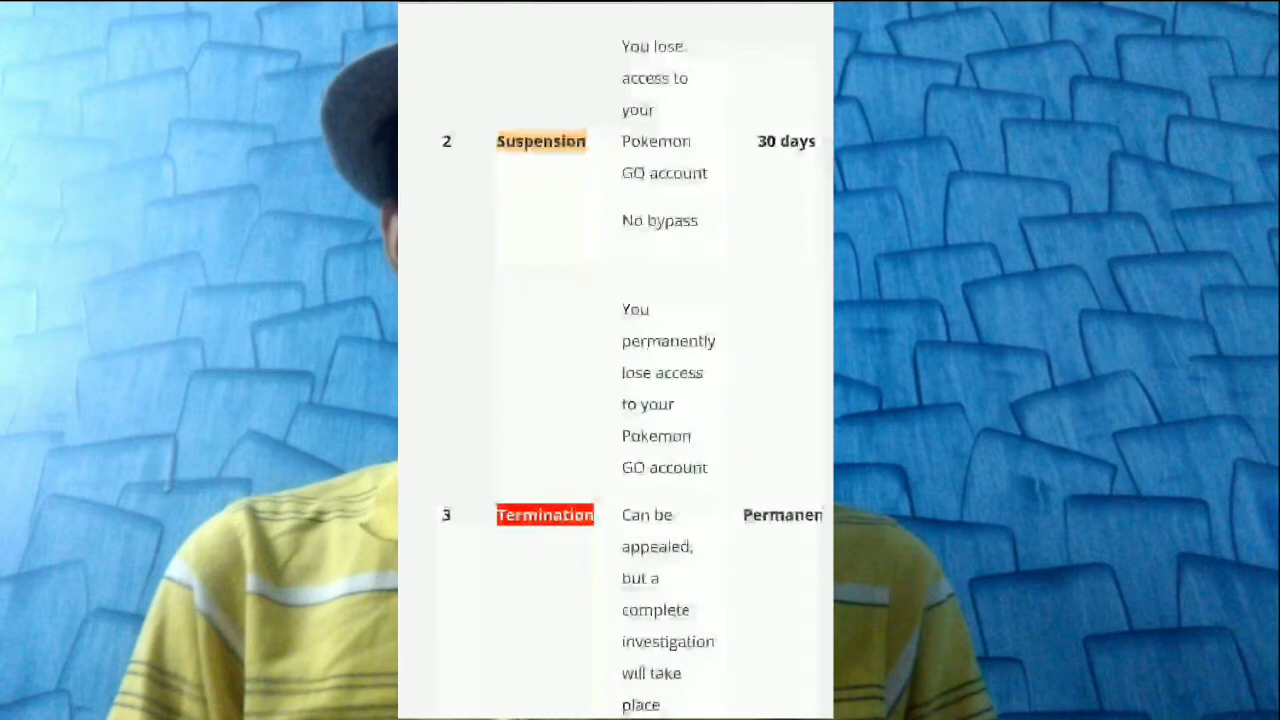 You lose
access to
your
2 Suspension Pokemon 30 days
GO account
No bypass
You
permanently
lose access
to your
Pokemon
GO account
3 Termination Can be Permanen
appealed,
but a
complete
investigation
will take
place